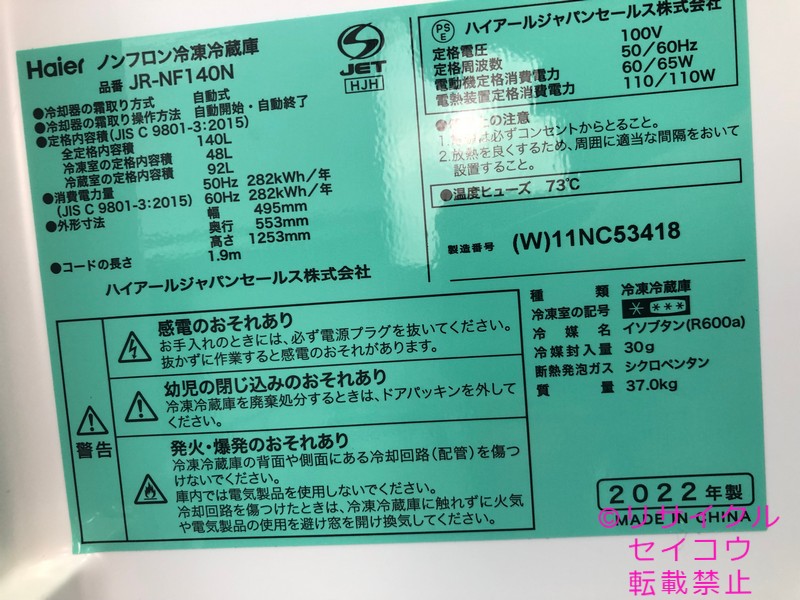 Haier ノンフロン冷凍冷蔵庫
品番 JR-NF140N
JET
HJH
●冷却器の霜取り方式 自動式
●冷却器の霜取り操作方法 自動開始・自動終了
●定格内容積(JIS C 9801-3:2015)
全定格内容積 140L
冷凍室の定格内容積 48L
冷蔵室の定格内容積 92L
●消費電力量 50Hz 282kWh/年
(JIS C 9801-3:2015) 60Hz 282kWh/年
●外形寸法 幅 495mm
奥行 553mm
高さ 1253mm
●コードの長さ 1.9m
ハイアールジャパンセールス株式会社
PS
E
ハイアールジャパンセールス株式会社
定格電圧 100V
定格周波数 50/60Hz
電動機定格消費電力 60/65W
電熱装置定格消費電力 110/110W
の注意
1. は必ずコンセントからとること。
2.放熱を良くするため、周囲に適当な間隔をおいて
設置すること。
●温度ヒューズ 73℃
製造番号 (W)11NC53418
種類 冷凍冷蔵庫
冷凍室の記号 * ***
冷媒名 イソブタン(R600a)
冷媒封入量 30g
断熱発泡ガス シクロペンタン
質量 37.0kg
警告
感電のおそれあり
お手入れのときには、必ず電源プラグを抜いてください。
抜かずに作業すると感電のおそれがあります。
幼児の閉じ込みのおそれあり
冷凍冷蔵庫を廃棄処分するときは、ドアパッキンを外して
ください。
発火・爆発のおそれあり
冷凍冷蔵庫の背面や側面にある冷却回路(配管)を傷つ
けないでください。
庫内では電気製品を使用しないでください。
冷却回路を傷つけたときは、冷凍冷蔵庫に触れずに火気
や電気製品の使用を避け窓を開け換気してください。
2022年製
MADE IN CHINA
©リサイクル
セイコウ
転載禁止